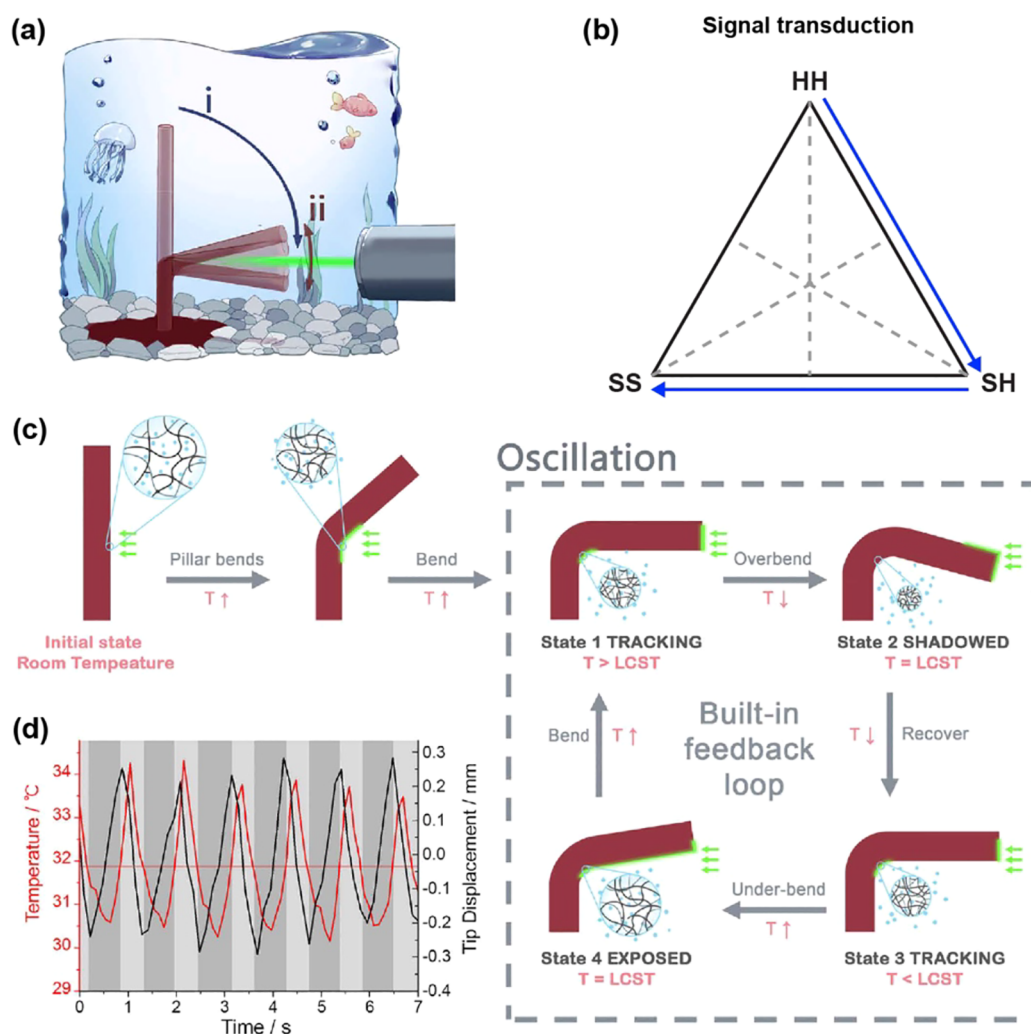 (a)
i
ii
(b)
Signal transduction
HH
SS
SH
(c)
Pillar bends
T ↑
Bend
T ↑
Initial state
Room Tempeature
Oscillation
Overbend
T ↓
State 1 TRACKING
T > LCST
State 2 SHADOWED
T = LCST
Bend
T ↑
Built-in
feedback
loop
T ↓
Recover
Under-bend
T ↑
State 4 EXPOSED
T = LCST
State 3 TRACKING
T < LCST
(d)
Temperature / °C
34
33
32
31
30
29
0.3
0.2
0.1
0.0
-0.1
-0.2
-0.3
-0.4
Tip Displacement / mm
0 1 2 3 4 5 6 7
Time / s